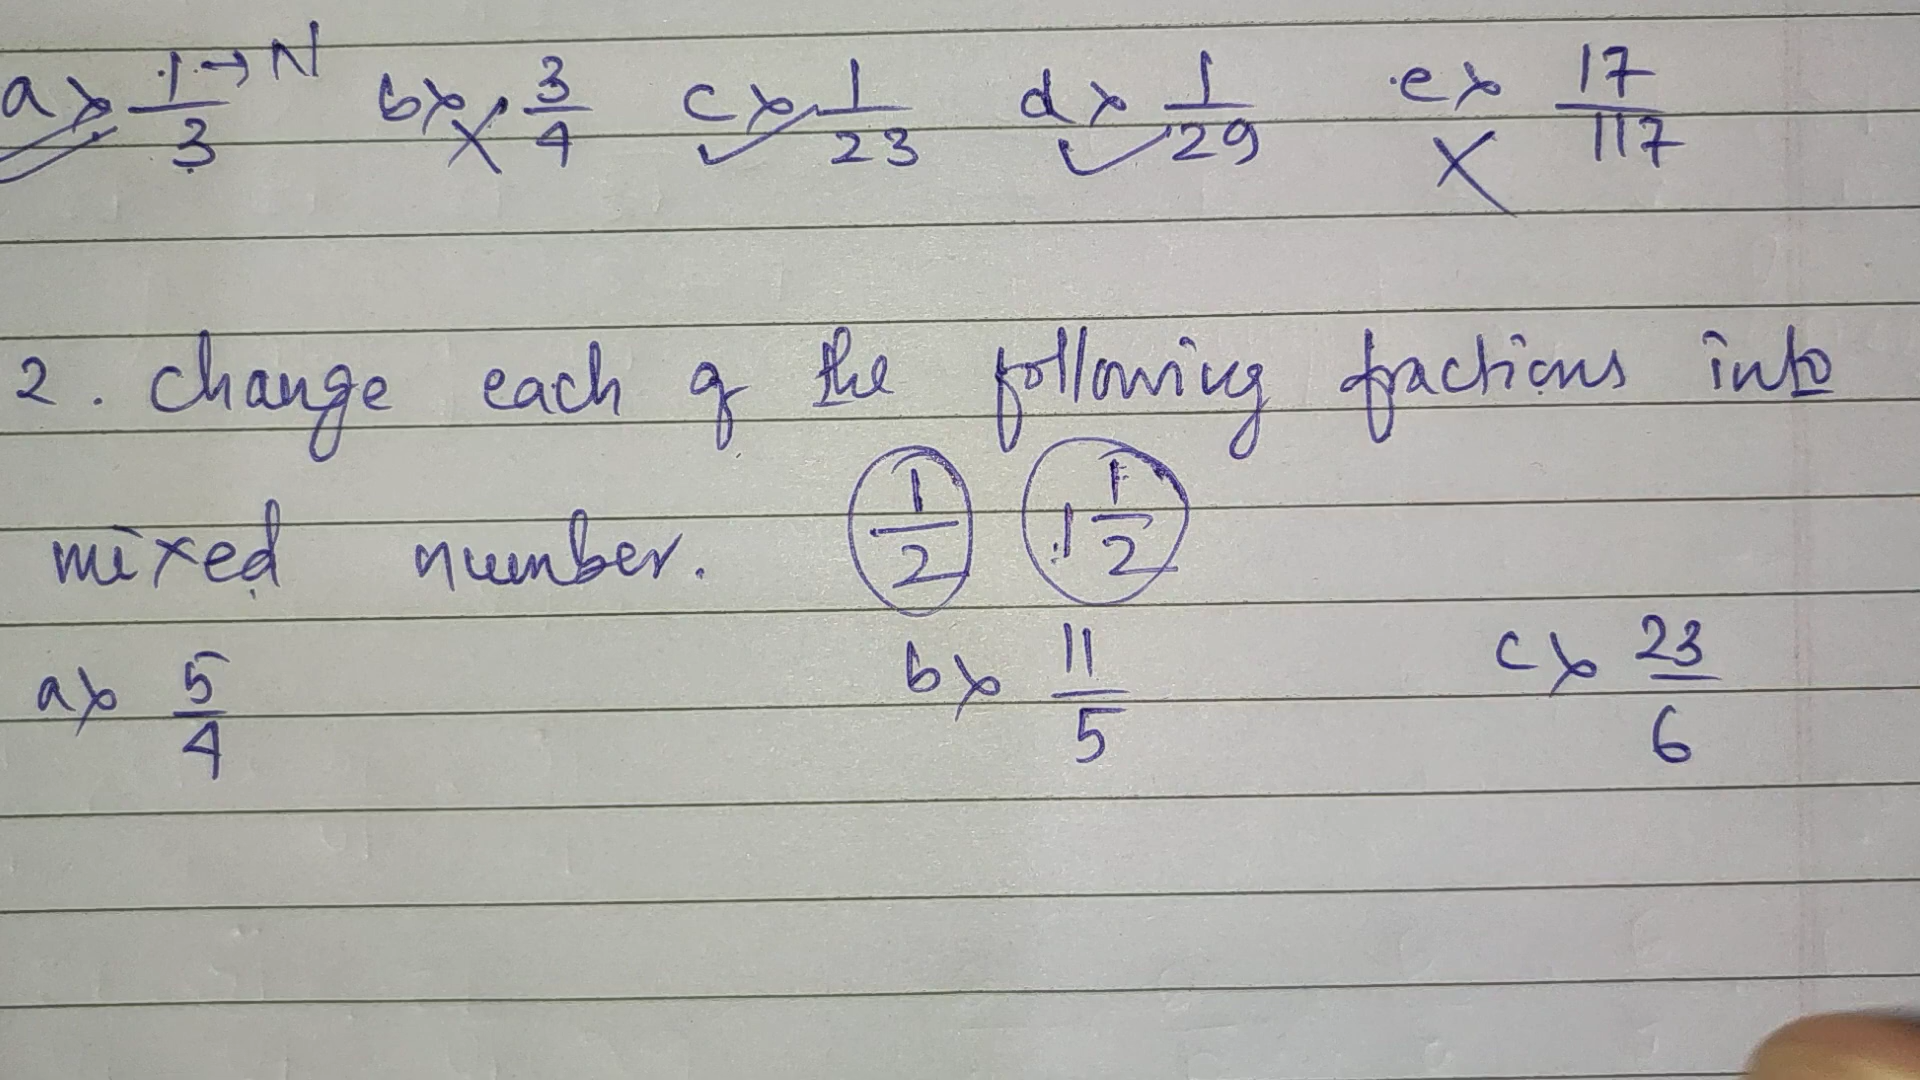 a> 1/3 → N b> 3/4 c> 1/23 d> 1/29 e> 17/117
2. change each of the following fractions into
mixed number. 1/2 1 1/2
a> 5/4 b> 11/5 c> 23/6